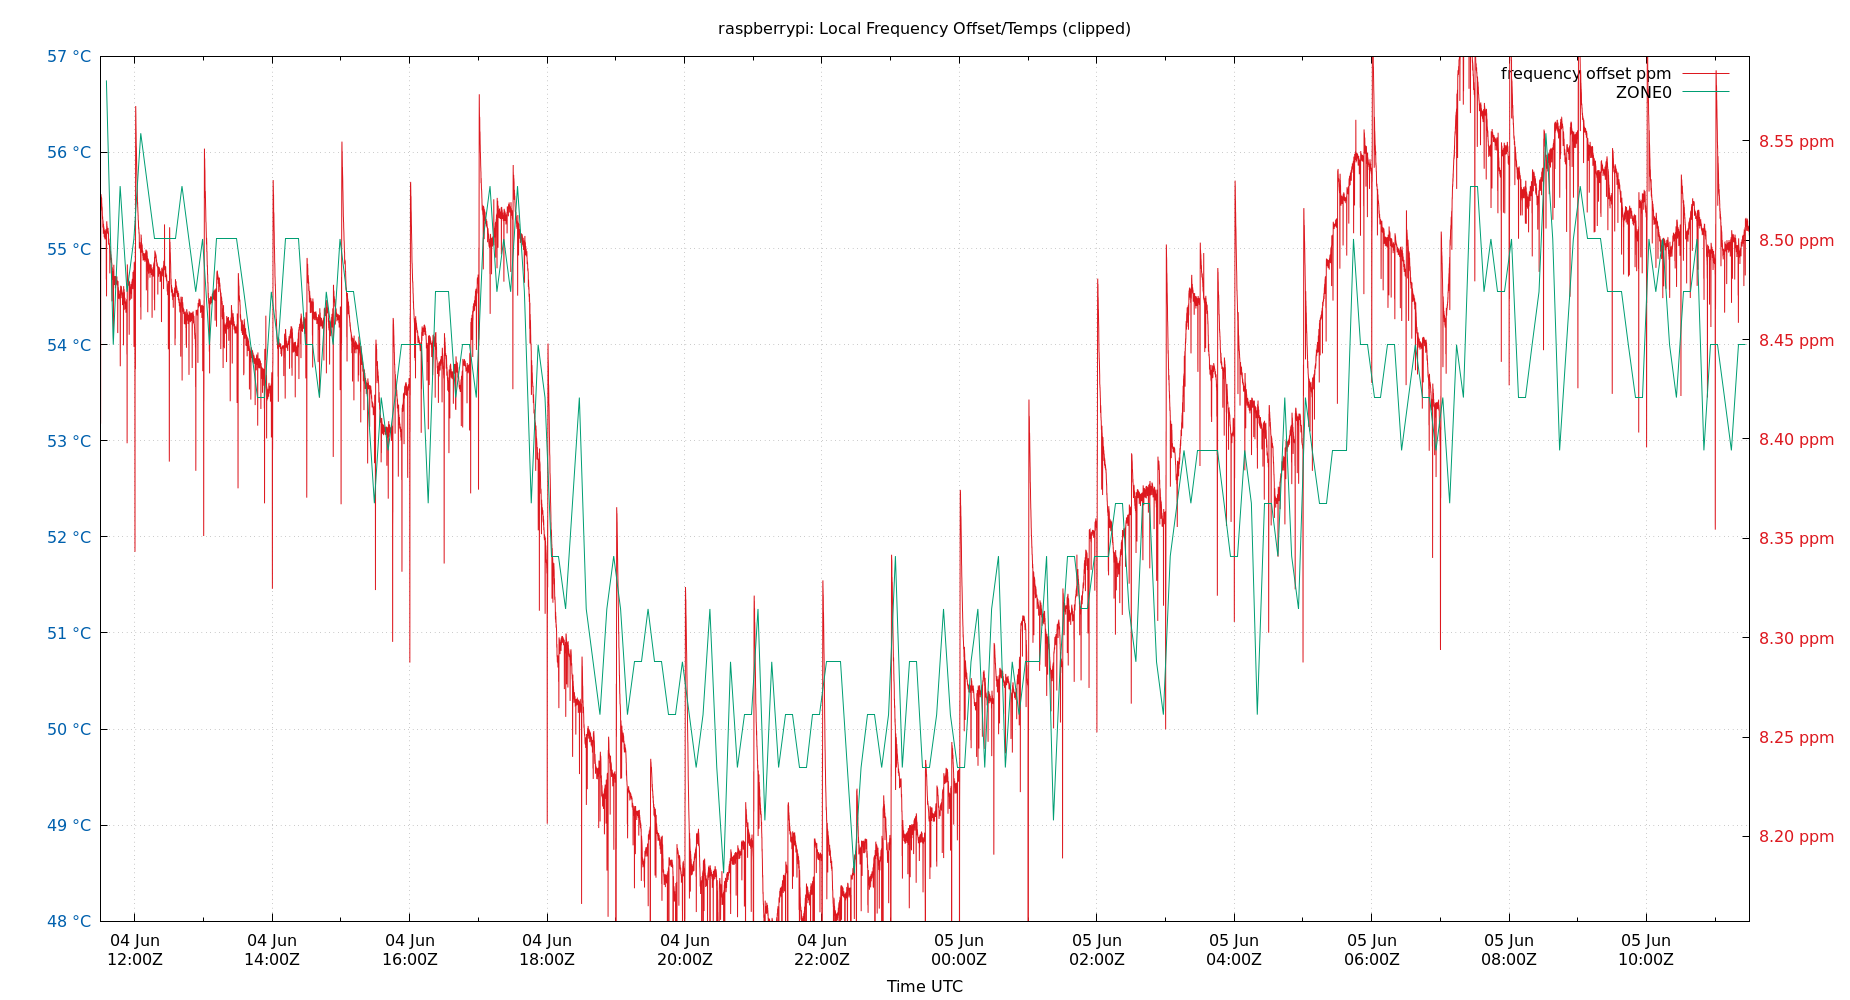 raspberrypi: Local Frequency Offset/Temps (clipped)
57 °C
56 °C
55 °C
54 °C
53 °C
52 °C
51 °C
50 °C
49 °C
48 °C
frequency offset ppm
ZONE0
8.55 ppm
8.50 ppm
8.45 ppm
8.40 ppm
8.35 ppm
8.30 ppm
8.25 ppm
8.20 ppm
04 Jun
12:00Z
04 Jun
14:00Z
04 Jun
16:00Z
04 Jun
18:00Z
04 Jun
20:00Z
04 Jun
22:00Z
05 Jun
00:00Z
05 Jun
02:00Z
05 Jun
04:00Z
05 Jun
06:00Z
05 Jun
08:00Z
05 Jun
10:00Z
Time UTC